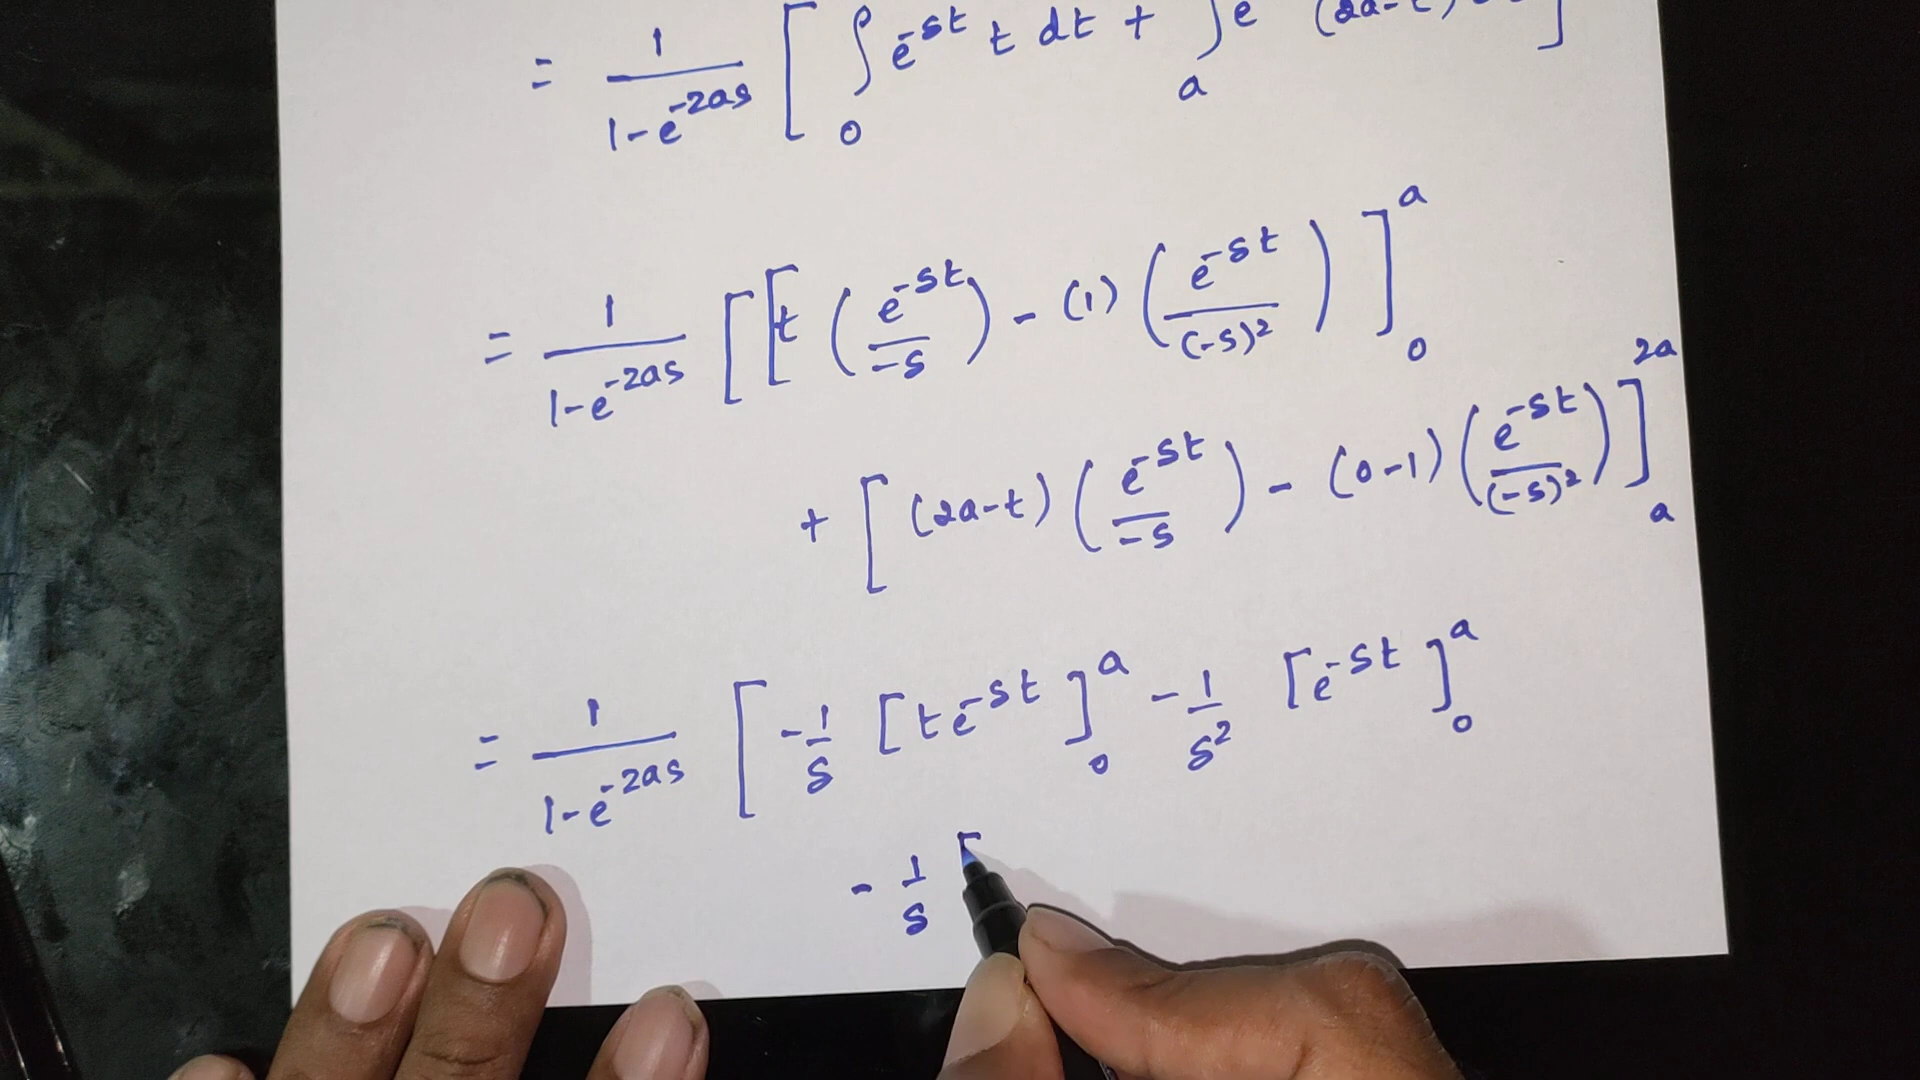 = 1/(1-e^{-2as}) [ ∫_0 e^{-st} t dt + ∫_a e (2a-t) ]
= 1/(1-e^{-2as}) [ [ t (e^{-st}/-s) - (1) (e^{-st}/(-s)^2) ]_0^a
+ [ (2a-t) (e^{-st}/-s) - (0-1) (e^{-st}/(-s)^2) ]_a^{2a}
= 1/(1-e^{-2as}) [ -1/s [ t e^{-st} ]_0^a - 1/s^2 [ e^{-st} ]_0^a
- 1/s [